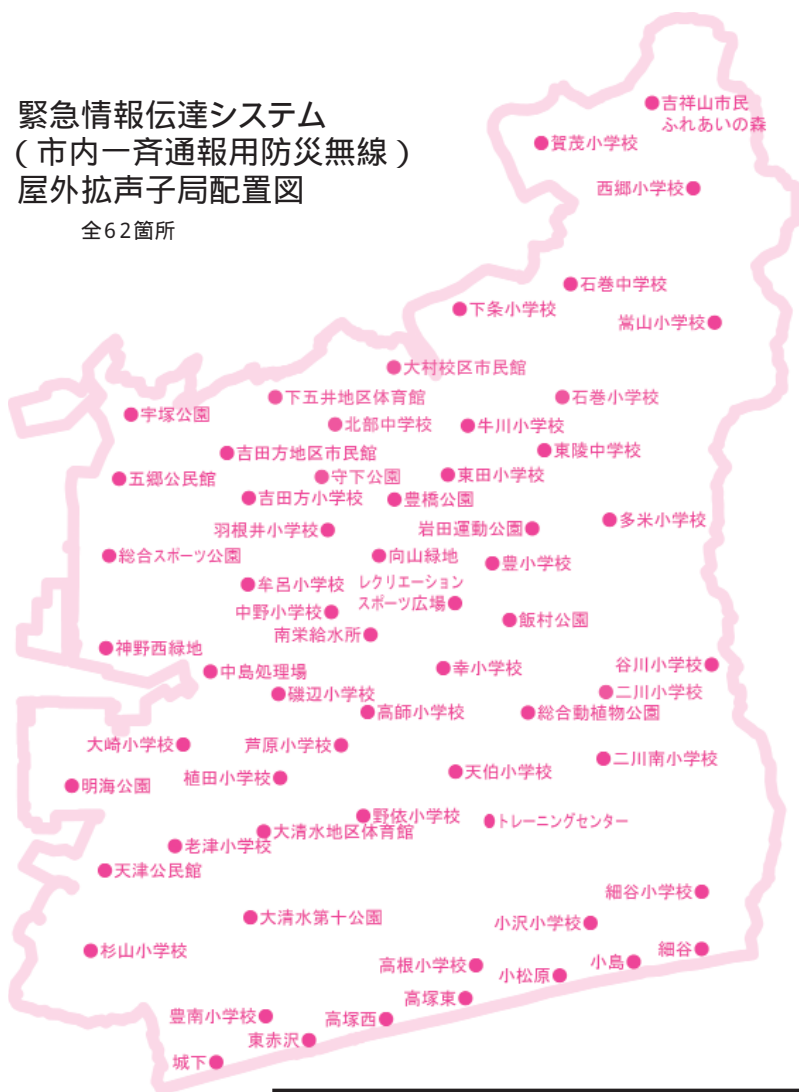 緊急情報伝達システム
(市内一斉通報用防災無線)
屋外拡声子局配置図
全62箇所
吉祥山市民
ふれあいの森
賀茂小学校
西郷小学校
石巻中学校
下条小学校
嵩山小学校
大村校区市民館
下五井地区体育館
石巻小学校
宇塚公園
北部中学校
牛川小学校
吉田方地区市民館
東陵中学校
五郷公民館
守下公園
東田小学校
吉田方小学校
豊橋公園
羽根井小学校
岩田運動公園
多米小学校
総合スポーツ公園
向山緑地
豊小学校
牟呂小学校
レクリエーション
スポーツ広場
中野小学校
飯村公園
南栄給水所
神野西緑地
中島処理場
幸小学校
谷川小学校
磯辺小学校
二川小学校
高師小学校
総合動植物公園
大崎小学校
芦原小学校
二川南小学校
明海公園
植田小学校
天伯小学校
野依小学校
トレーニングセンター
大清水地区体育館
老津小学校
天津公民館
細谷小学校
大清水第十公園
小沢小学校
杉山小学校
細谷
高根小学校
小島
小松原
高塚東
豊南小学校
高塚西
東赤沢
城下